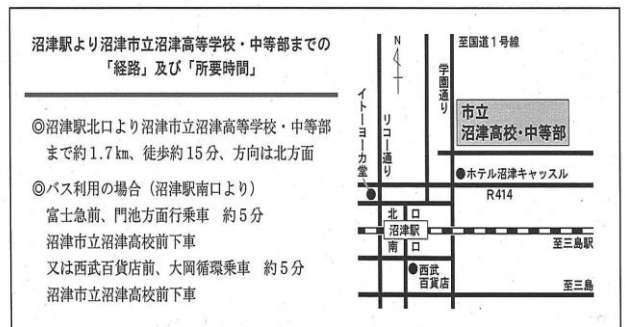 沼津駅より沼津市立沼津高等学校・中等部までの
「経路」及び「所要時間」
◎沼津駅北口より沼津市立沼津高等学校・中等部
まで約1.7km、徒歩約15分、方向は北方面
◎バス利用の場合（沼津駅南口より）
富士急前、門池方面行乗車　約５分
沼津市立沼津高校前下車
又は西武百貨店前、大岡循環乗車　約５分
沼津市立沼津高校前下車
N
至国道１号線
学園通り
リコー通り
イトーヨーカ堂
市立
沼津高校・中等部
●ホテル沼津キャッスル
R414
北口
沼津駅
南口
至三島駅
●西武
百貨店
至三島